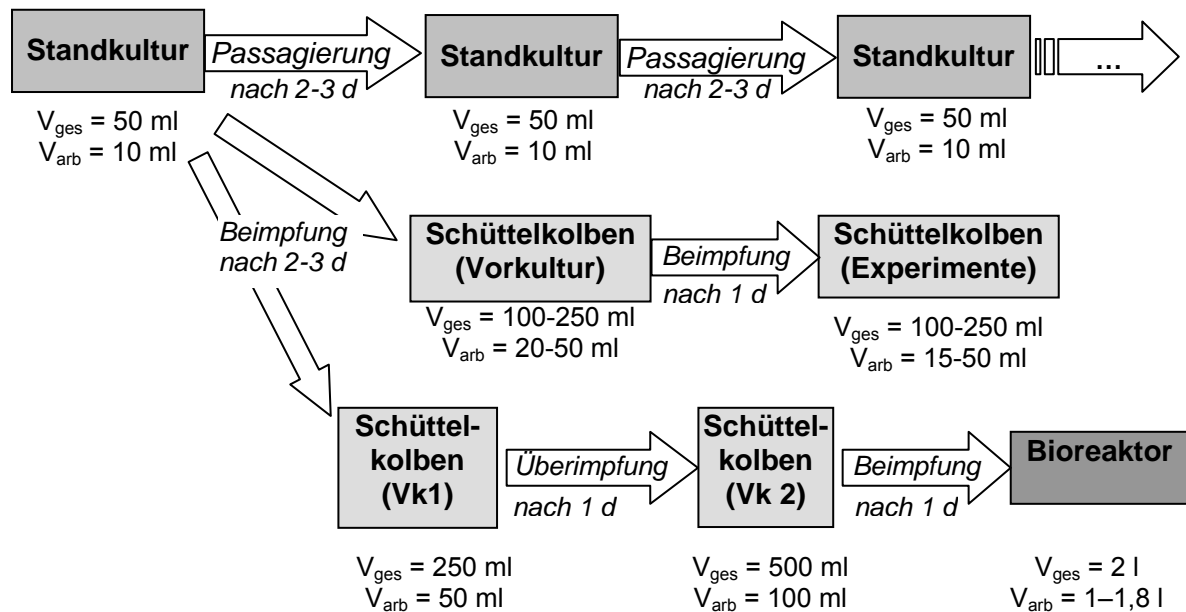 Standkultur
Passagierung
nach 2-3 d
Standkultur
Passagierung
nach 2-3 d
Standkultur
...
V_ges = 50 ml
V_arb = 10 ml
V_ges = 50 ml
V_arb = 10 ml
V_ges = 50 ml
V_arb = 10 ml
Beimpfung
nach 2-3 d
Schüttelkolben
(Vorkultur)
Beimpfung
nach 1 d
Schüttelkolben
(Experimente)
V_ges = 100-250 ml
V_arb = 20-50 ml
V_ges = 100-250 ml
V_arb = 15-50 ml
Schüttel-
kolben
(Vk1)
Überimpfung
nach 1 d
Schüttel-
kolben
(Vk 2)
Beimpfung
nach 1 d
Bioreaktor
V_ges = 250 ml
V_arb = 50 ml
V_ges = 500 ml
V_arb = 100 ml
V_ges = 2 l
V_arb = 1–1,8 l